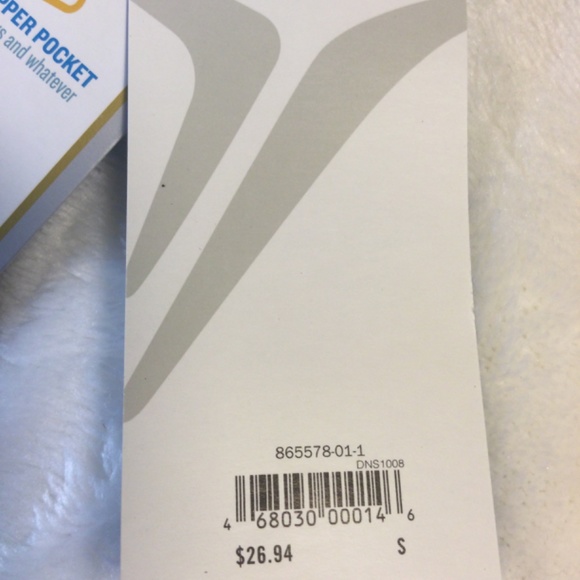 PPER POCKET
s and whatever
865578-01-1
DNS1008
4 68030 00014 6
$26.94 S